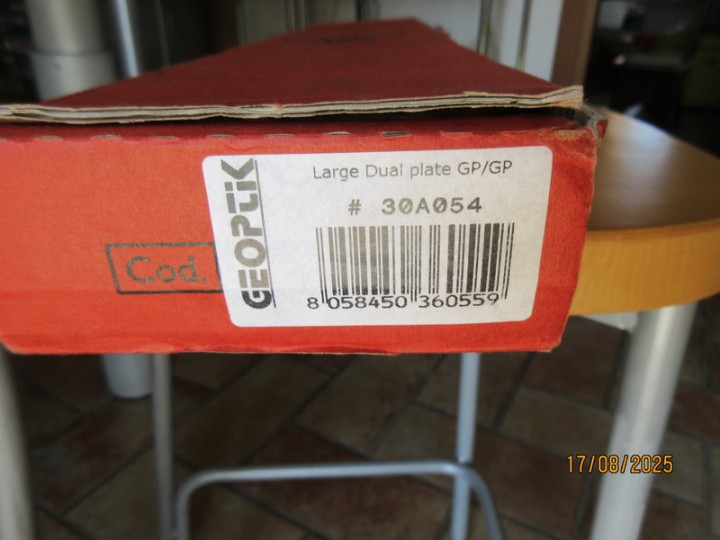 Large Dual plate GP/GP
# 30A054
GEOPTiK
8 058450 360559
Cod.
17/08/2025